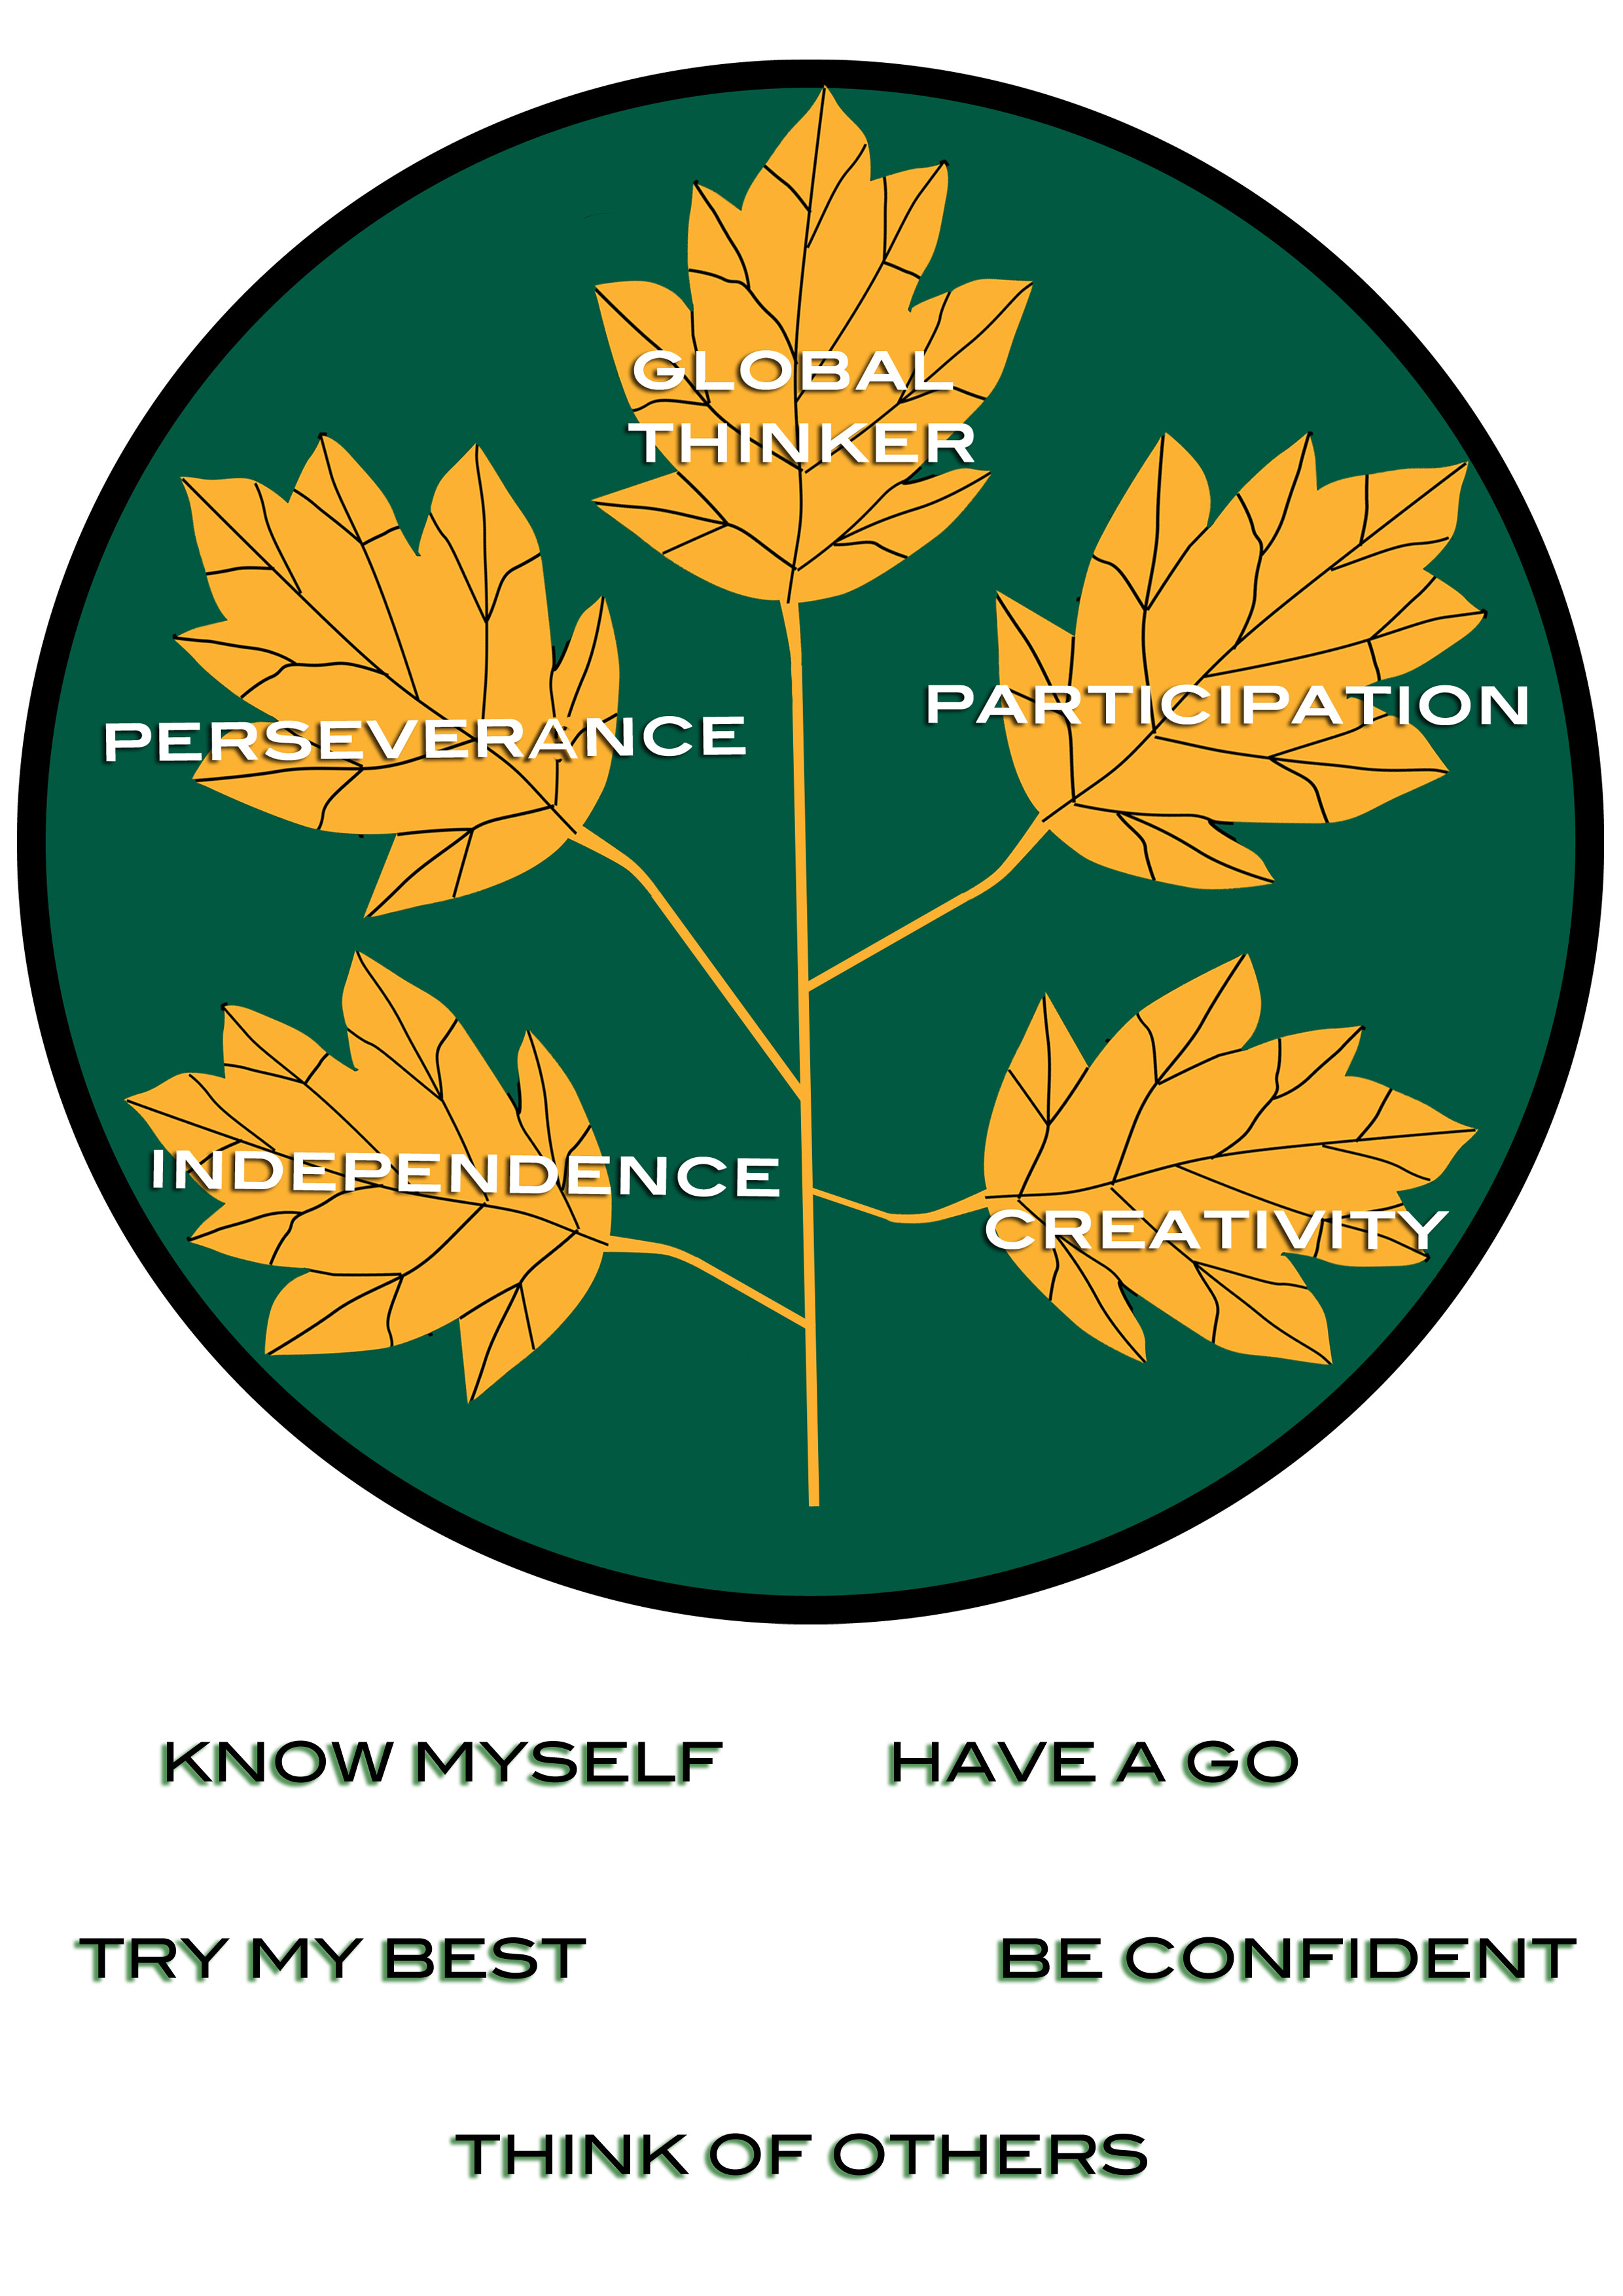 GLOBAL
THINKER
PERSEVERANCE
PARTICIPATION
INDEPENDENCE
CREATIVITY
KNOW MYSELF
HAVE A GO
TRY MY BEST
BE CONFIDENT
THINK OF OTHERS